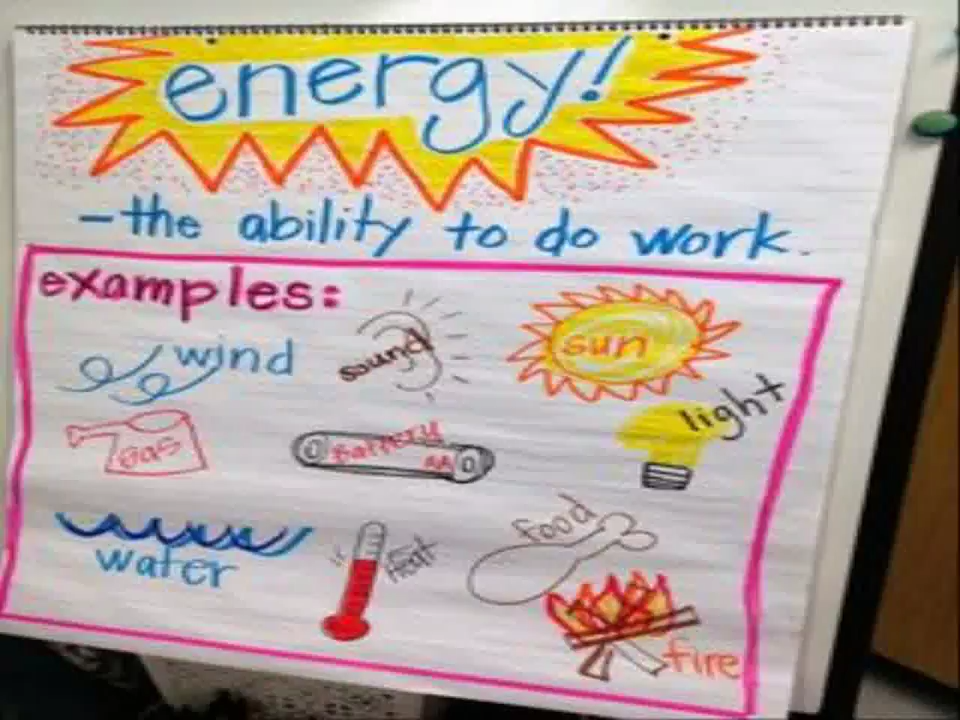 energy!
-the ability to do work.
examples:
wind
sound
sun
Gas
Battery
AA
light
water
Heat
food
fire